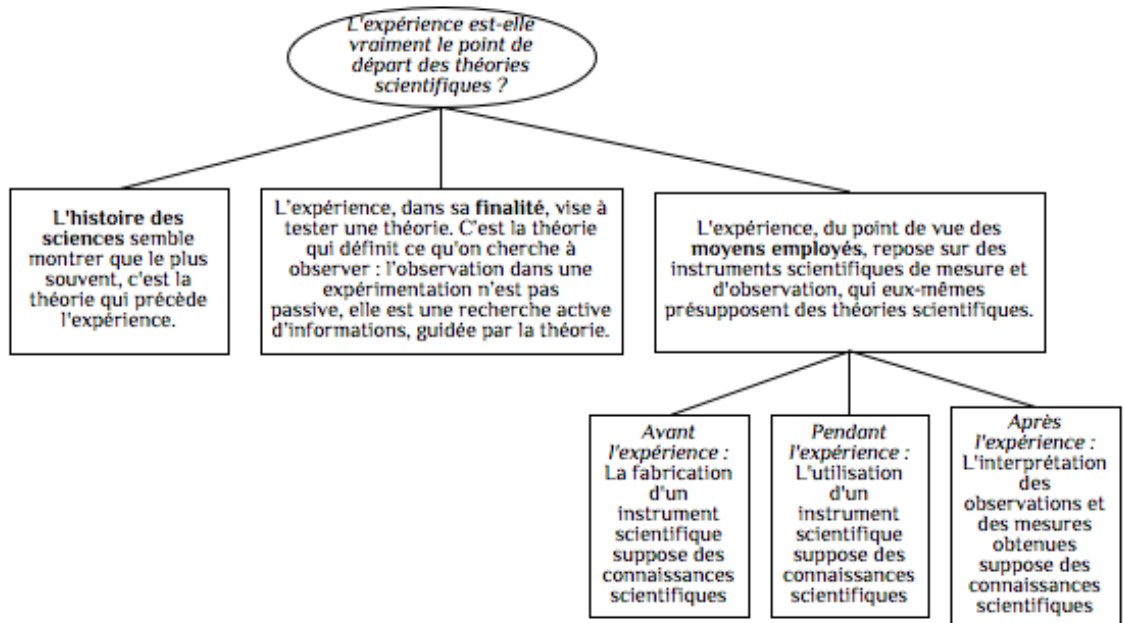 L'expérience est-elle
vraiment le point de
départ des théories
scientifiques ?
L'histoire des
sciences semble
montrer que le plus
souvent, c'est la
théorie qui précède
l'expérience.
L'expérience, dans sa finalité, vise à
tester une théorie. C'est la théorie
qui définit ce qu'on cherche à
observer : l'observation dans une
expérimentation n'est pas
passive, elle est une recherche active
d'informations, guidée par la théorie.
L'expérience, du point de vue des
moyens employés, repose sur des
instruments scientifiques de mesure et
d'observation, qui eux-mêmes
présupposent des théories scientifiques.
Avant
l'expérience :
La fabrication
d'un
instrument
scientifique
suppose des
connaissances
scientifiques
Pendant
l'expérience :
L'utilisation
d'un
instrument
scientifique
suppose des
connaissances
scientifiques
Après
l'expérience :
L'interprétation
des
observations et
des mesures
obtenues
suppose des
connaissances
scientifiques